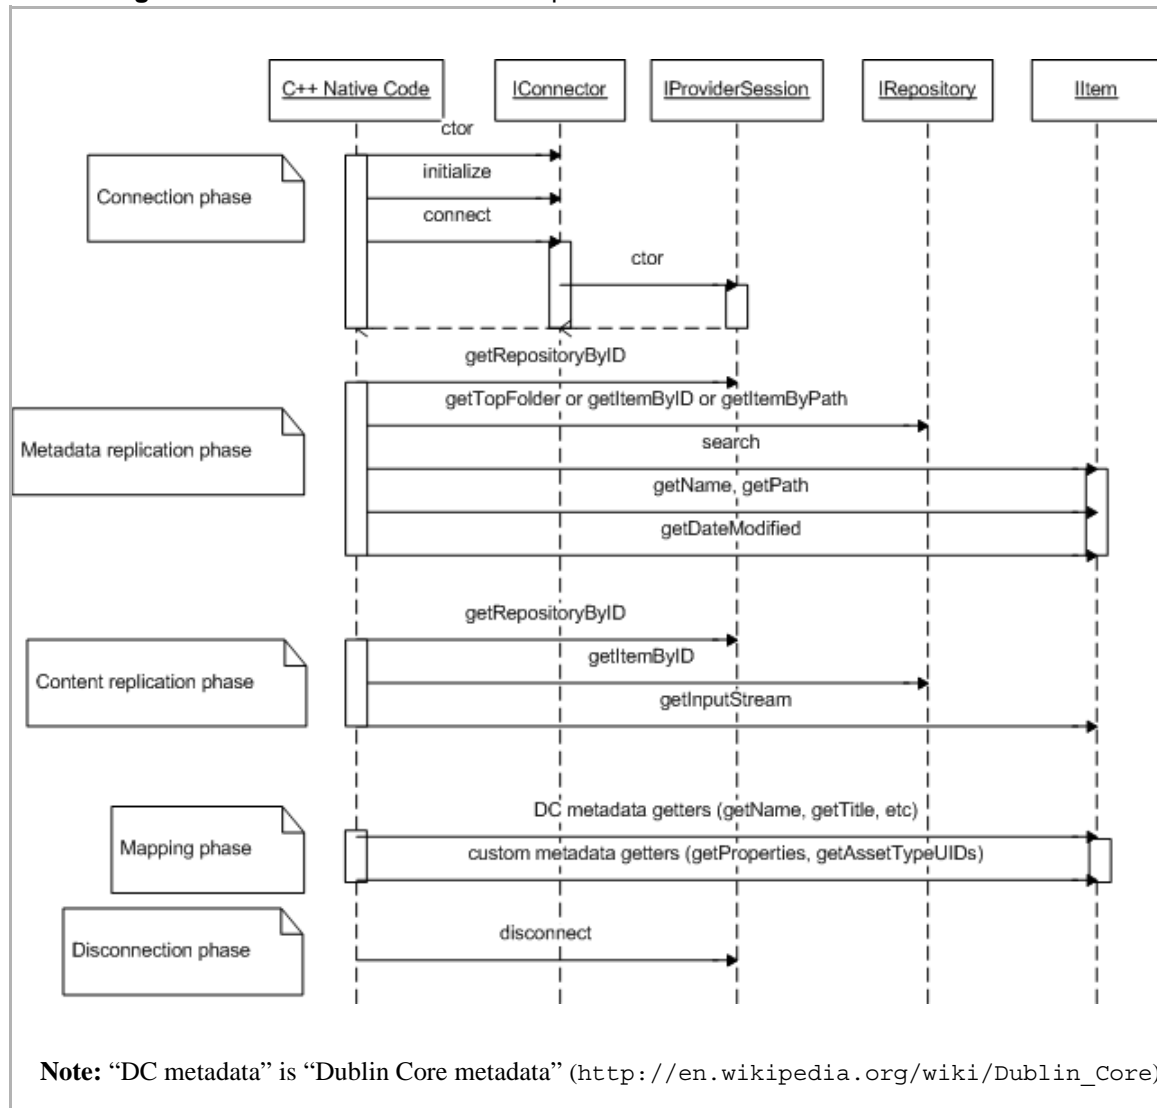 C++ Native Code
IConnector
IProviderSession
IRepository
IItem
ctor
Connection phase
initialize
connect
ctor
getRepositoryByID
getTopFolder or getItemByID or getItemByPath
Metadata replication phase
search
getName, getPath
getDateModified
getRepositoryByID
getItemByID
Content replication phase
getInputStream
DC metadata getters (getName, getTitle, etc)
Mapping phase
custom metadata getters (getProperties, getAssetTypeUIDs)
disconnect
Disconnection phase
Note: “DC metadata” is “Dublin Core metadata” (http://en.wikipedia.org/wiki/Dublin_Core)